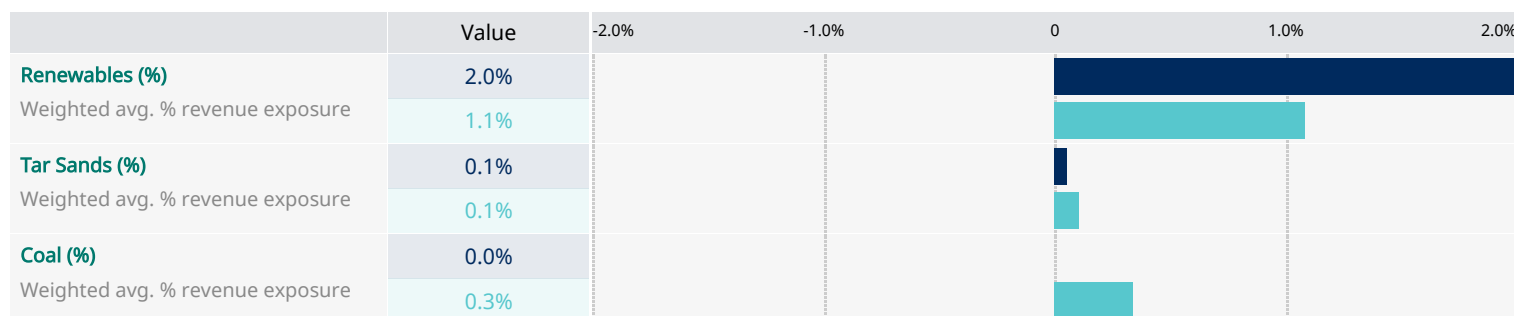 Value -2.0% -1.0% 0 1.0% 2.0%
Renewables (%) 2.0%
Weighted avg. % revenue exposure 1.1%
Tar Sands (%) 0.1%
Weighted avg. % revenue exposure 0.1%
Coal (%) 0.0%
Weighted avg. % revenue exposure 0.3%